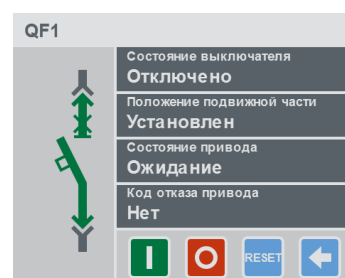 QF1
Состояние выключателя
Отключено
Положение подвижной части
Установлен
Состояние привода
Ожидание
Код отказа привода
Нет
I O RESET